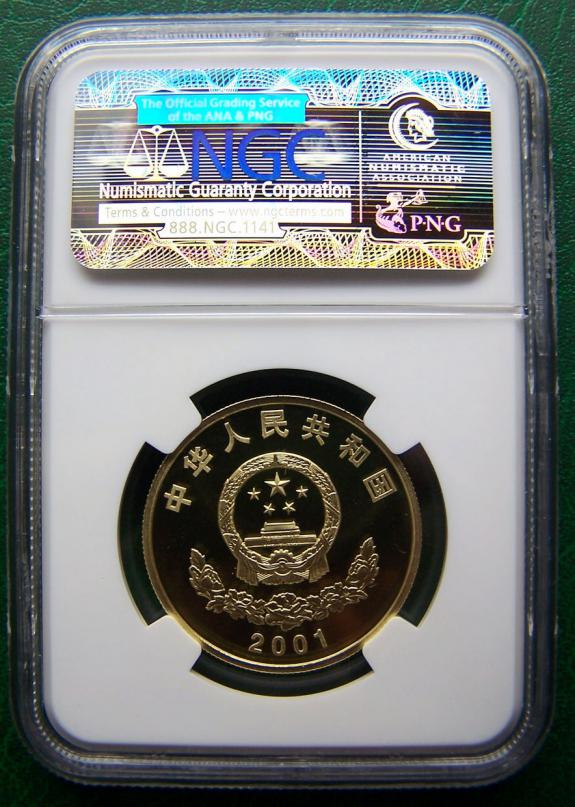 The Official Grading Service
of the ANA & PNG
NGC
Numismatic Guaranty Corporation
Terms & Conditions – www.ngcterms.com
888.NGC.1141
AMERICAN
NUMISMATIC
ASSOCIATION
P·N·G
中华人民共和国
2001